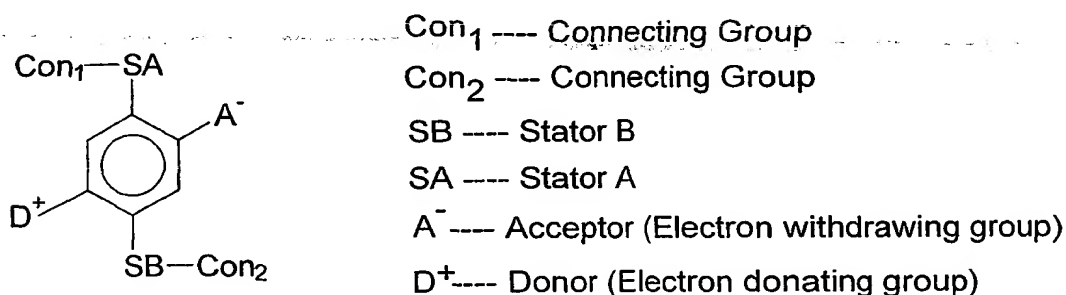 Con₁—SA
A⁻
D⁺
SB—Con₂
Con₁ ---- Connecting Group
Con₂ ---- Connecting Group
SB ---- Stator B
SA ---- Stator A
A⁻ ---- Acceptor (Electron withdrawing group)
D⁺---- Donor (Electron donating group)